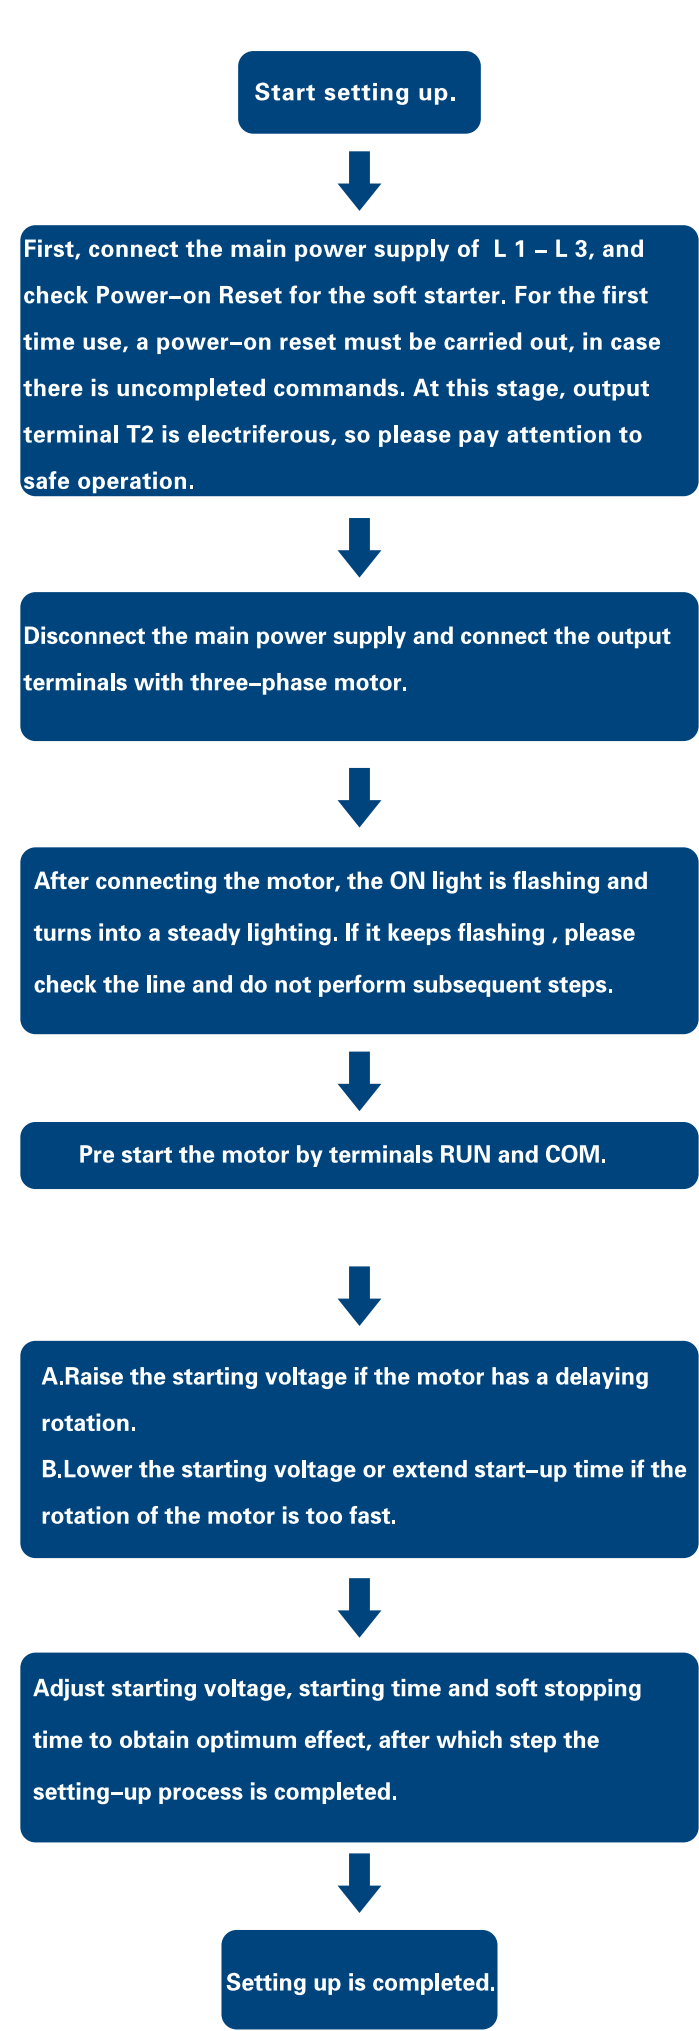 Start setting up.
First, connect the main power supply of L 1 – L 3, and
check Power–on Reset for the soft starter. For the first
time use, a power–on reset must be carried out, in case
there is uncompleted commands. At this stage, output
terminal T2 is electriferous, so please pay attention to
safe operation.
Disconnect the main power supply and connect the output
terminals with three–phase motor.
After connecting the motor, the ON light is flashing and
turns into a steady lighting. If it keeps flashing , please
check the line and do not perform subsequent steps.
Pre start the motor by terminals RUN and COM.
A.Raise the starting voltage if the motor has a delaying
rotation.
B.Lower the starting voltage or extend start–up time if the
rotation of the motor is too fast.
Adjust starting voltage, starting time and soft stopping
time to obtain optimum effect, after which step the
setting–up process is completed.
Setting up is completed.